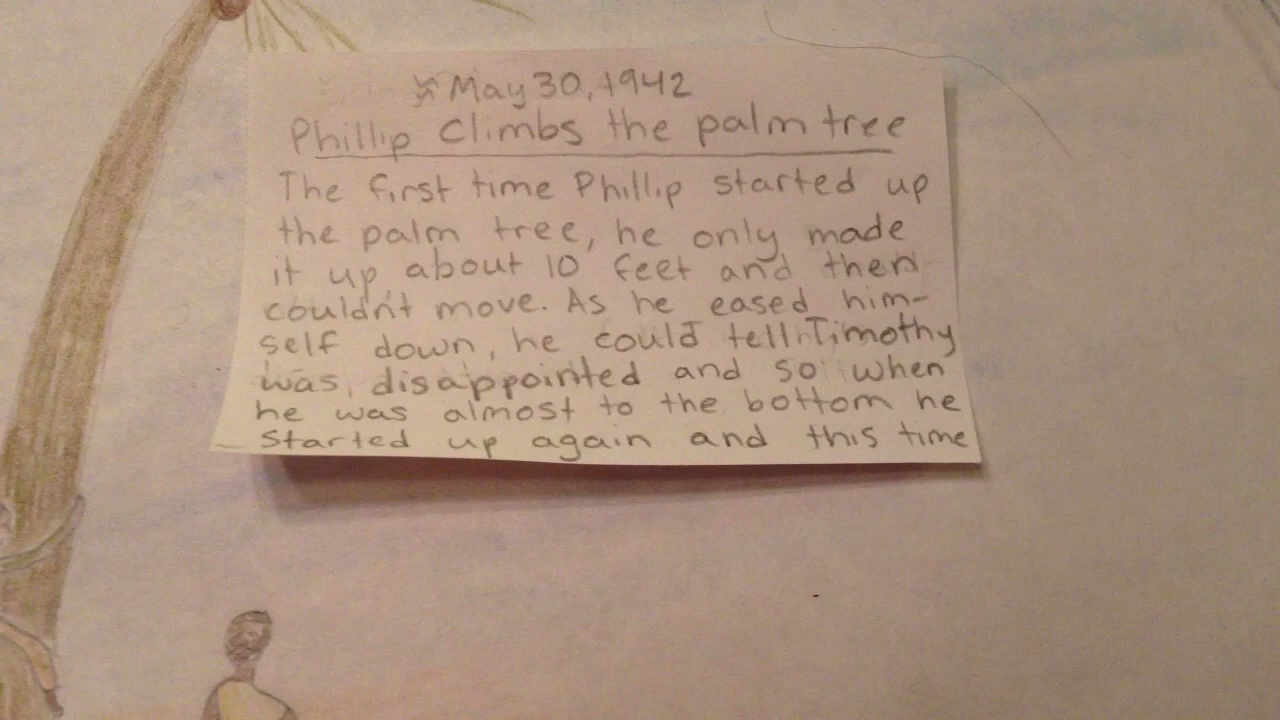 May 30, 1942
Phillip Climbs the palm tree
The first time Phillip started up
the palm tree, he only made
it up about 10 feet and then
couldn't move. As he eased him-
self down, he could tell Timothy
was disappointed and so when
he was almost to the bottom he
started up again and this time